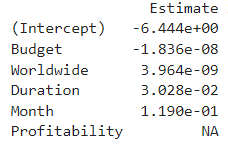 Estimate
(Intercept) -6.444e+00
Budget -1.836e-08
Worldwide 3.964e-09
Duration 3.028e-02
Month 1.190e-01
Profitability NA